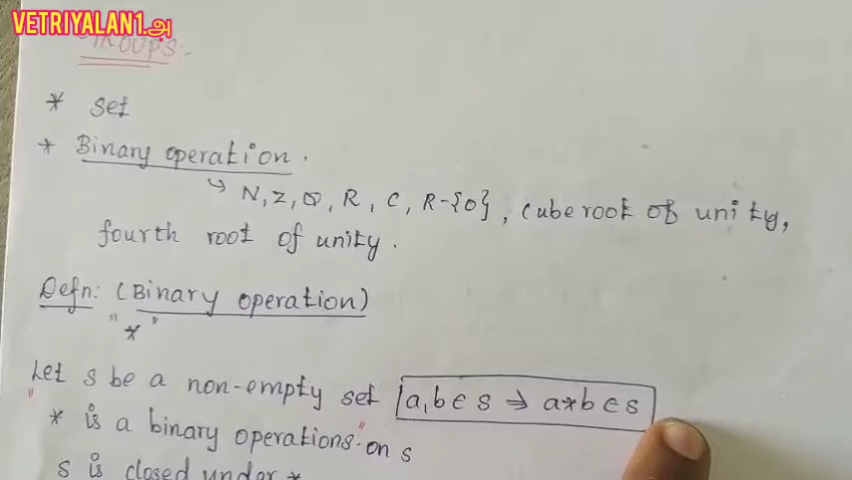 VETRIYALAN1.அ
GROUPS:-
* set
* Binary operation.
↳ N, Z, Q, R, C, R-{0}, cube root of unity,
fourth root of unity.
Defn: (Binary operation)
"*"
Let s be a non-empty set a,b ∈ s ⇒ a*b ∈ s
"* is a binary operations" on s
s is closed under *